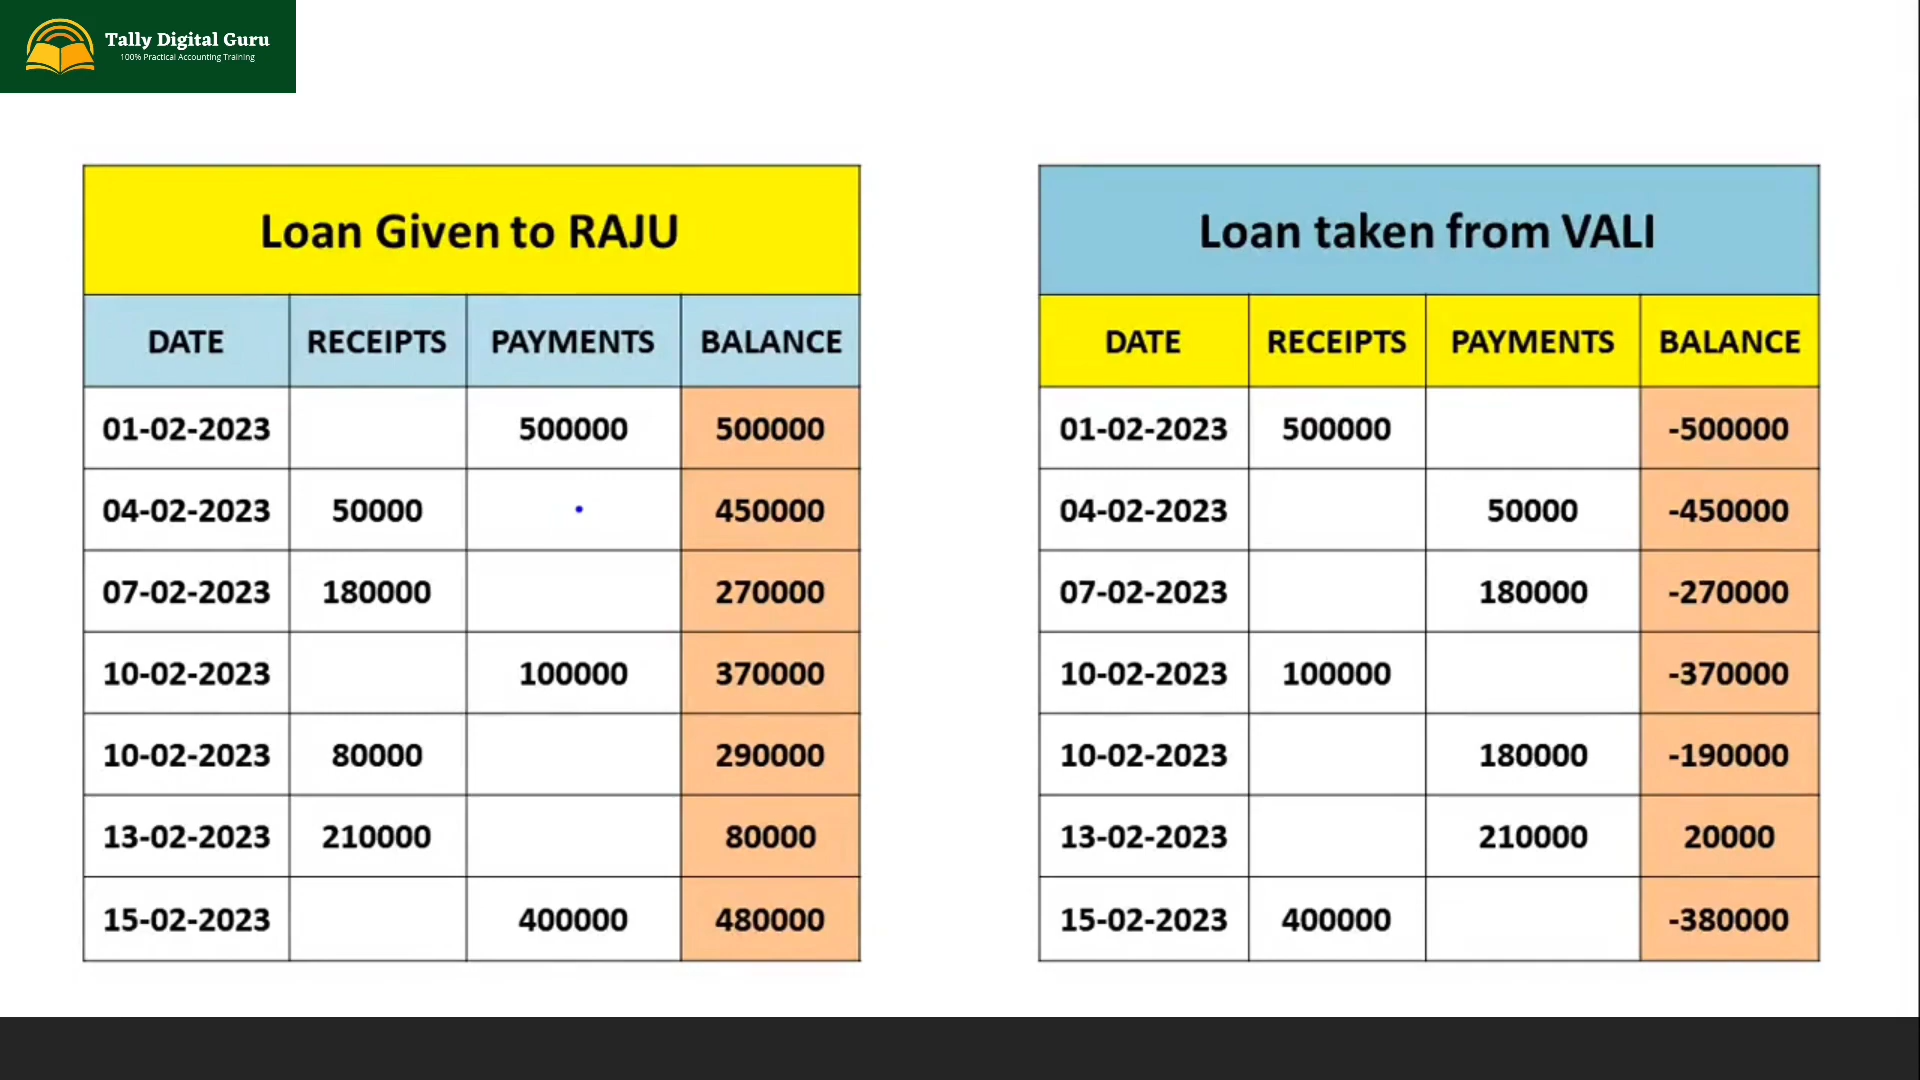 Tally Digital Guru
100% Practical Accounting Training
Loan Given to RAJU
DATE RECEIPTS PAYMENTS BALANCE
01-02-2023 500000 500000
04-02-2023 50000 450000
07-02-2023 180000 270000
10-02-2023 100000 370000
10-02-2023 80000 290000
13-02-2023 210000 80000
15-02-2023 400000 480000
Loan taken from VALI
DATE RECEIPTS PAYMENTS BALANCE
01-02-2023 500000 -500000
04-02-2023 50000 -450000
07-02-2023 180000 -270000
10-02-2023 100000 -370000
10-02-2023 180000 -190000
13-02-2023 210000 20000
15-02-2023 400000 -380000